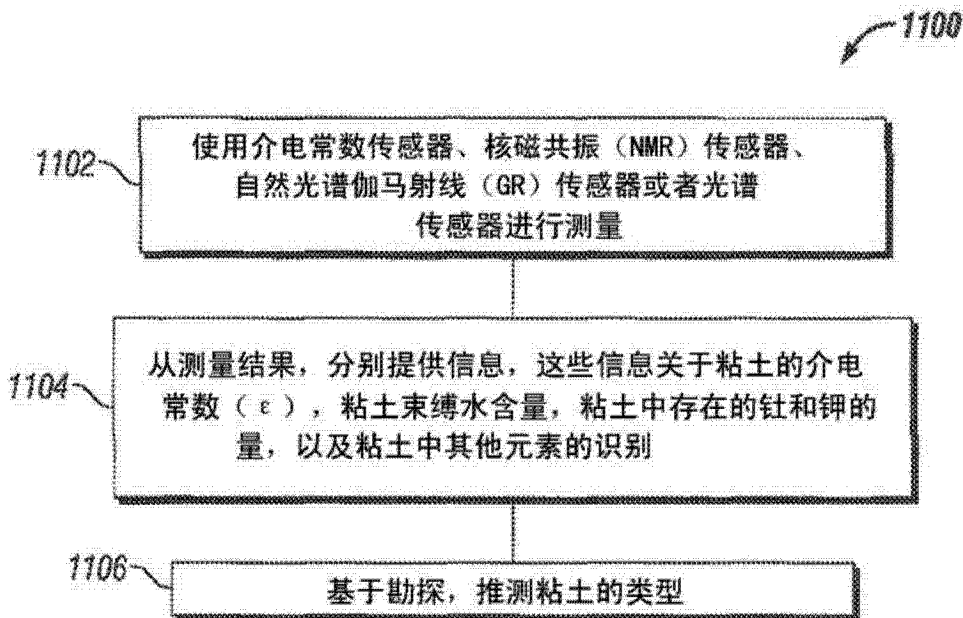 1100
1102
使用介电常数传感器、核磁共振（NMR）传感器、
自然光谱伽马射线（GR）传感器或者光谱
传感器进行测量
1104
从测量结果，分别提供信息，这些信息关于粘土的介电
常数（ε），粘土束缚水含量，粘土中存在的钍和钾的
量，以及粘土中其他元素的识别
1106
基于勘探，推测粘土的类型